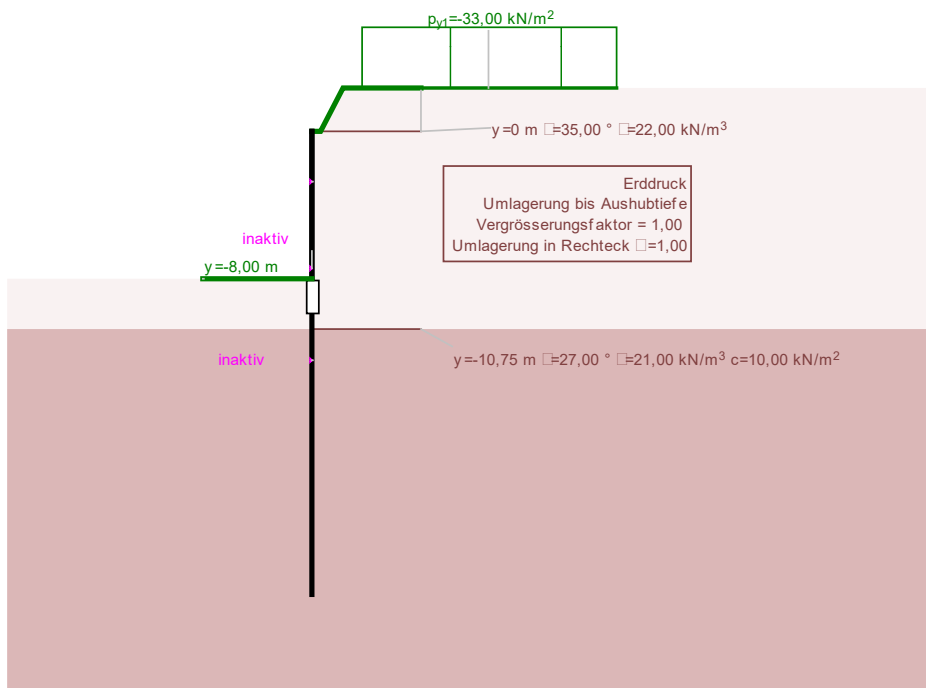 py1=-33,00 kN/m²
y=0 m □=35,00 ° □=22,00 kN/m³
Erddruck
Umlagerung bis Aushubtiefe
Vergrösserungsfaktor = 1,00
Umlagerung in Rechteck □=1,00
inaktiv
y=-8,00 m
inaktiv
y=-10,75 m □=27,00 ° □=21,00 kN/m³ c=10,00 kN/m²